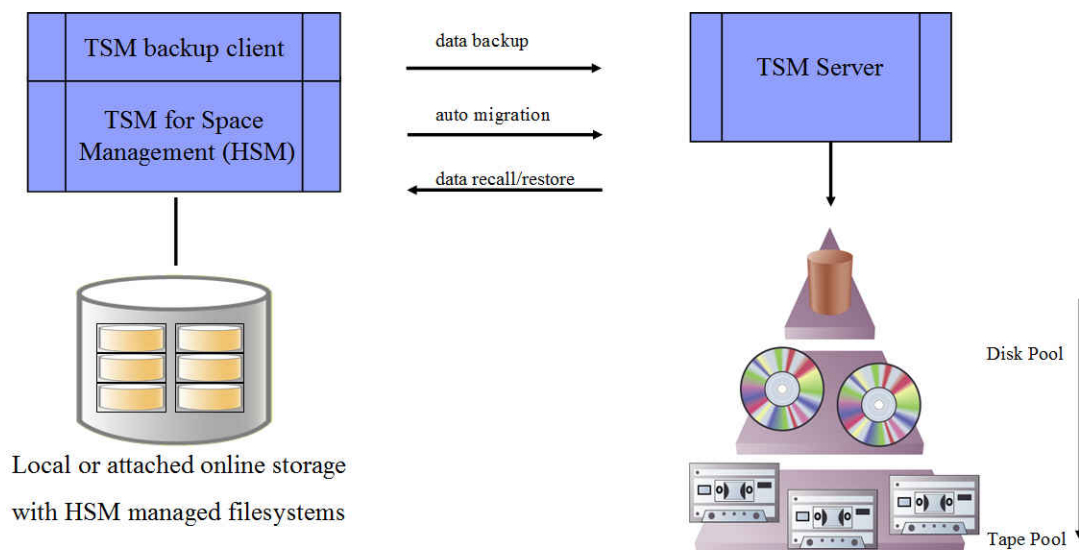 TSM backup client
TSM for Space
Management (HSM)
data backup
auto migration
data recall/restore
TSM Server
Local or attached online storage
with HSM managed filesystems
Disk Pool
Tape Pool